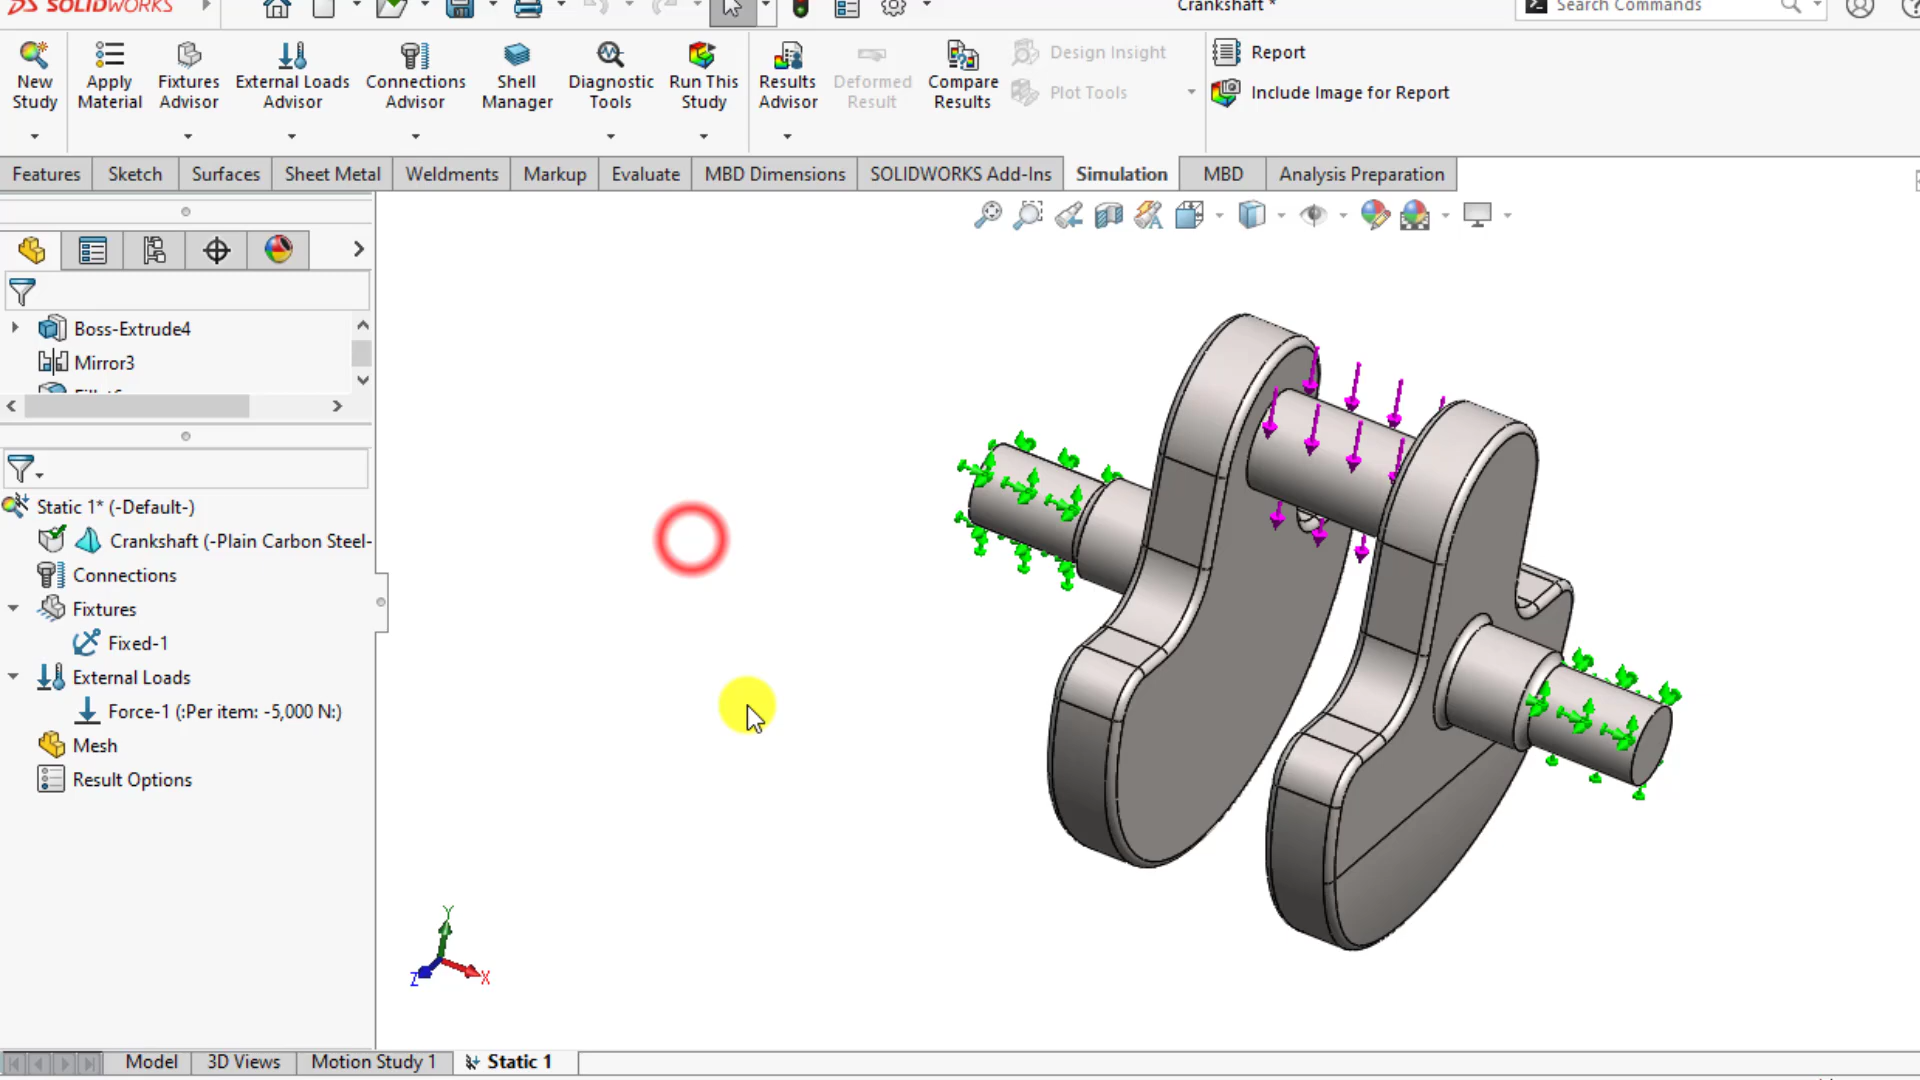 SOLIDWORKS
Crankshaft *
Search Commands
New Study
Apply Material
Fixtures Advisor
External Loads Advisor
Connections Advisor
Shell Manager
Diagnostic Tools
Run This Study
Results Advisor
Deformed Result
Compare Results
Design Insight
Plot Tools
Report
Include Image for Report
Features
Sketch
Surfaces
Sheet Metal
Weldments
Markup
Evaluate
MBD Dimensions
SOLIDWORKS Add-Ins
Simulation
MBD
Analysis Preparation
Boss-Extrude4
Mirror3
Static 1* (-Default-)
Crankshaft (-Plain Carbon Steel-
Connections
Fixtures
Fixed-1
External Loads
Force-1 (:Per item: -5,000 N:)
Mesh
Result Options
Y
Z
X
Model
3D Views
Motion Study 1
Static 1